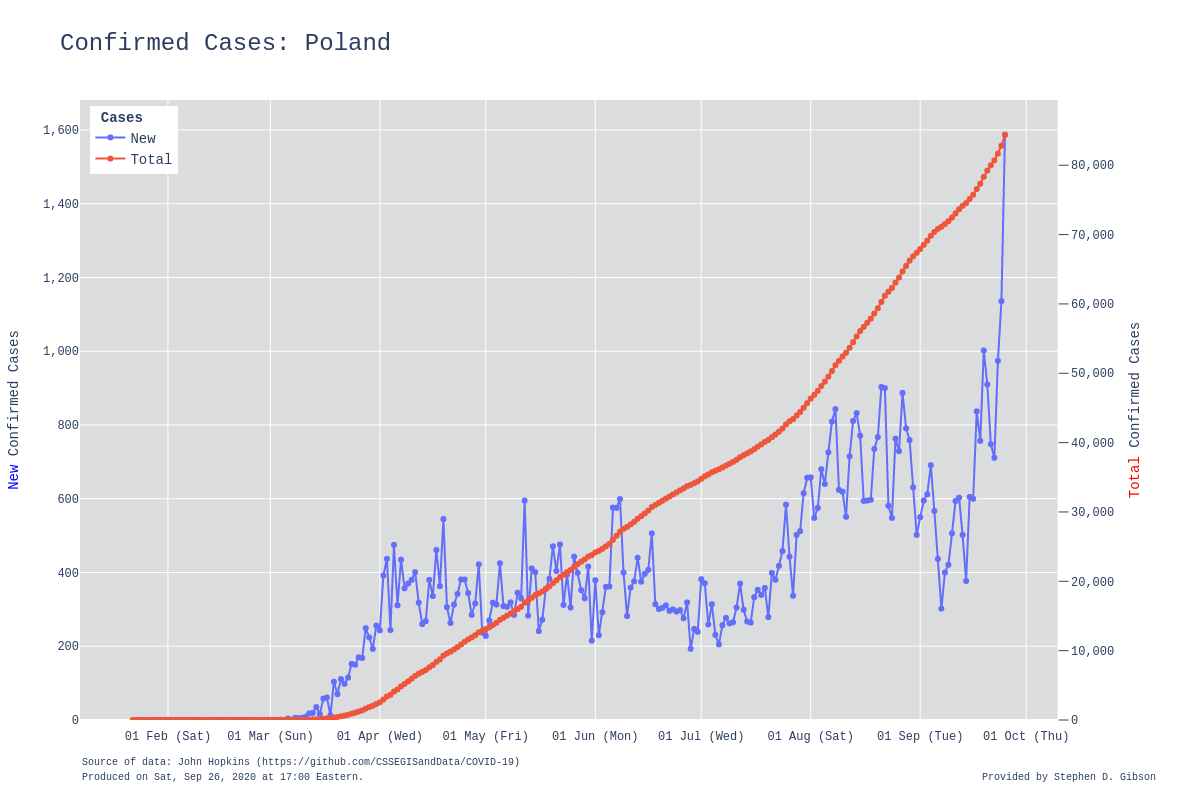 Confirmed Cases: Poland
Cases
New
Total
1,600
1,400
1,200
1,000
800
600
400
200
0
New Confirmed Cases
80,000
70,000
60,000
50,000
40,000
30,000
20,000
10,000
0
Total Confirmed Cases
01 Feb (Sat) 01 Mar (Sun) 01 Apr (Wed) 01 May (Fri) 01 Jun (Mon) 01 Jul (Wed) 01 Aug (Sat) 01 Sep (Tue) 01 Oct (Thu)
Source of data: John Hopkins (https://github.com/CSSEGISandData/COVID-19)
Produced on Sat, Sep 26, 2020 at 17:00 Eastern.
Provided by Stephen D. Gibson